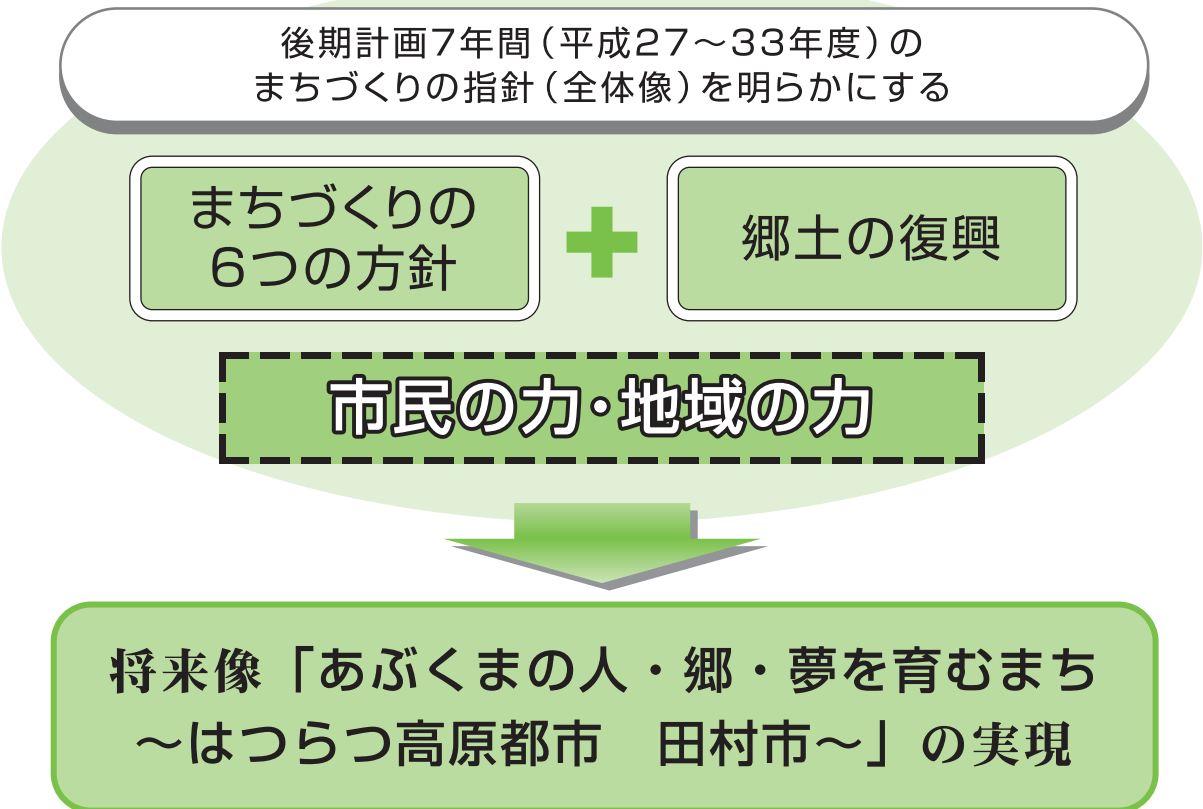 後期計画7年間（平成27～33年度）の
まちづくりの指針（全体像）を明らかにする
まちづくりの
6つの方針
郷土の復興
市民の力・地域の力
将来像「あぶくまの人・郷・夢を育むまち
～はつらつ高原都市　田村市～」の実現